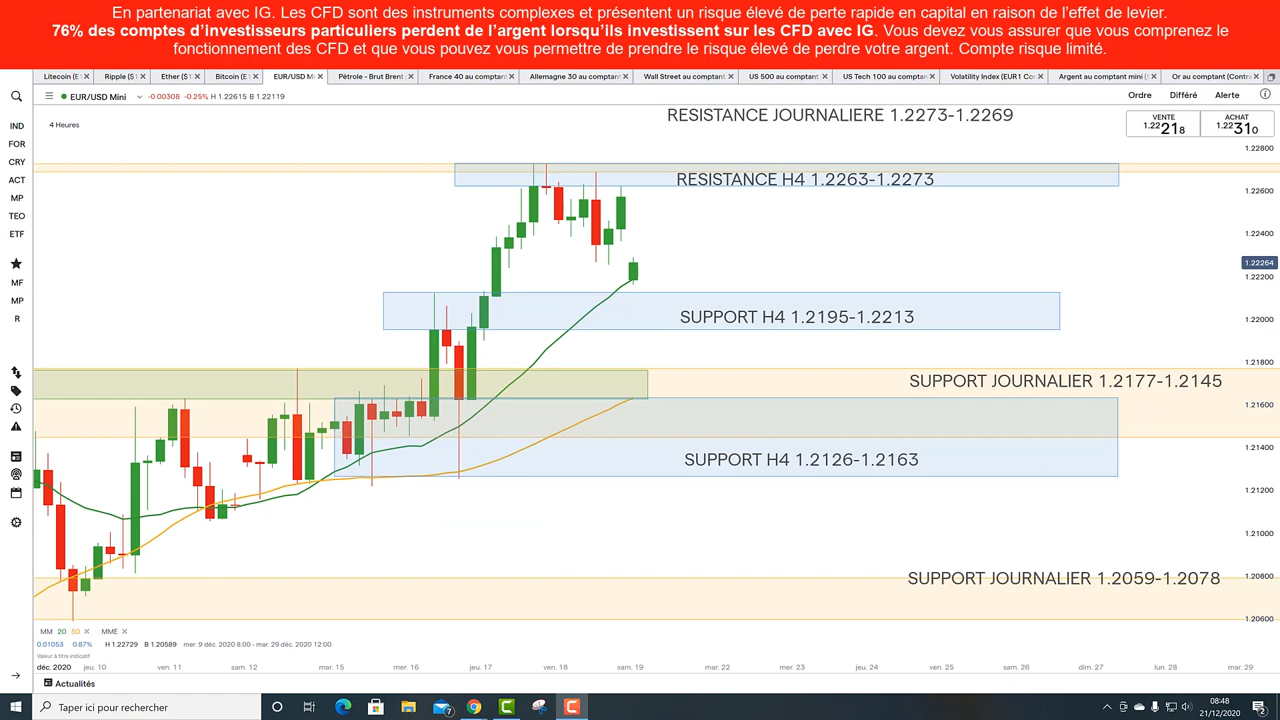 En partenariat avec IG. Les CFD sont des instruments complexes et présentent un risque élevé de perte rapide en capital en raison de l'effet de levier.
76% des comptes d'investisseurs particuliers perdent de l'argent lorsqu'ils investissent sur les CFD avec IG. Vous devez vous assurer que vous comprenez le
fonctionnement des CFD et que vous pouvez vous permettre de prendre le risque élevé de perdre votre argent. Compte risque limité.
Litecoin (E Ripple ($ Ether ($ Bitcoin (E EUR/USD Mi Pétrole - Brut Brent France 40 au comptant Allemagne 30 au comptant Wall Street au comptant US 500 au comptant US Tech 100 au comptant Volatility Index (EUR1 Co Argent au comptant mini ( Or au comptant (Contr
EUR/USD Mini -0.00308 -0.25% H 1.22615 B 1.22119 Ordre Différé Alerte
4 Heures
RESISTANCE JOURNALIERE 1.2273-1.2269
VENTE 1.22218
ACHAT 1.22310
IND
FOR
CRY
ACT
MP
TEO
ETF
MF
MP
R
RESISTANCE H4 1.2263-1.2273
SUPPORT H4 1.2195-1.2213
SUPPORT JOURNALIER 1.2177-1.2145
SUPPORT H4 1.2126-1.2163
SUPPORT JOURNALIER 1.2059-1.2078
1.22800
1.22600
1.22400
1.22264
1.22200
1.22000
1.21800
1.21600
1.21400
1.21200
1.21000
1.20800
1.20600
MM 20 50 MME
0.01053 0.87% H 1.22729 B 1.20589 mer. 9 déc. 2020 8:00 - mar. 29 déc. 2020 12:00
Valeur à titre indicatif
déc. 2020 jeu. 10 ven. 11 sam. 12 mar. 15 mer. 16 jeu. 17 ven. 18 sam. 19 mar. 22 mer. 23 jeu. 24 ven. 25 sam. 26 dim. 27 lun. 28 mar. 29
Actualités
Taper ici pour rechercher
7
08:48
21/12/2020
2